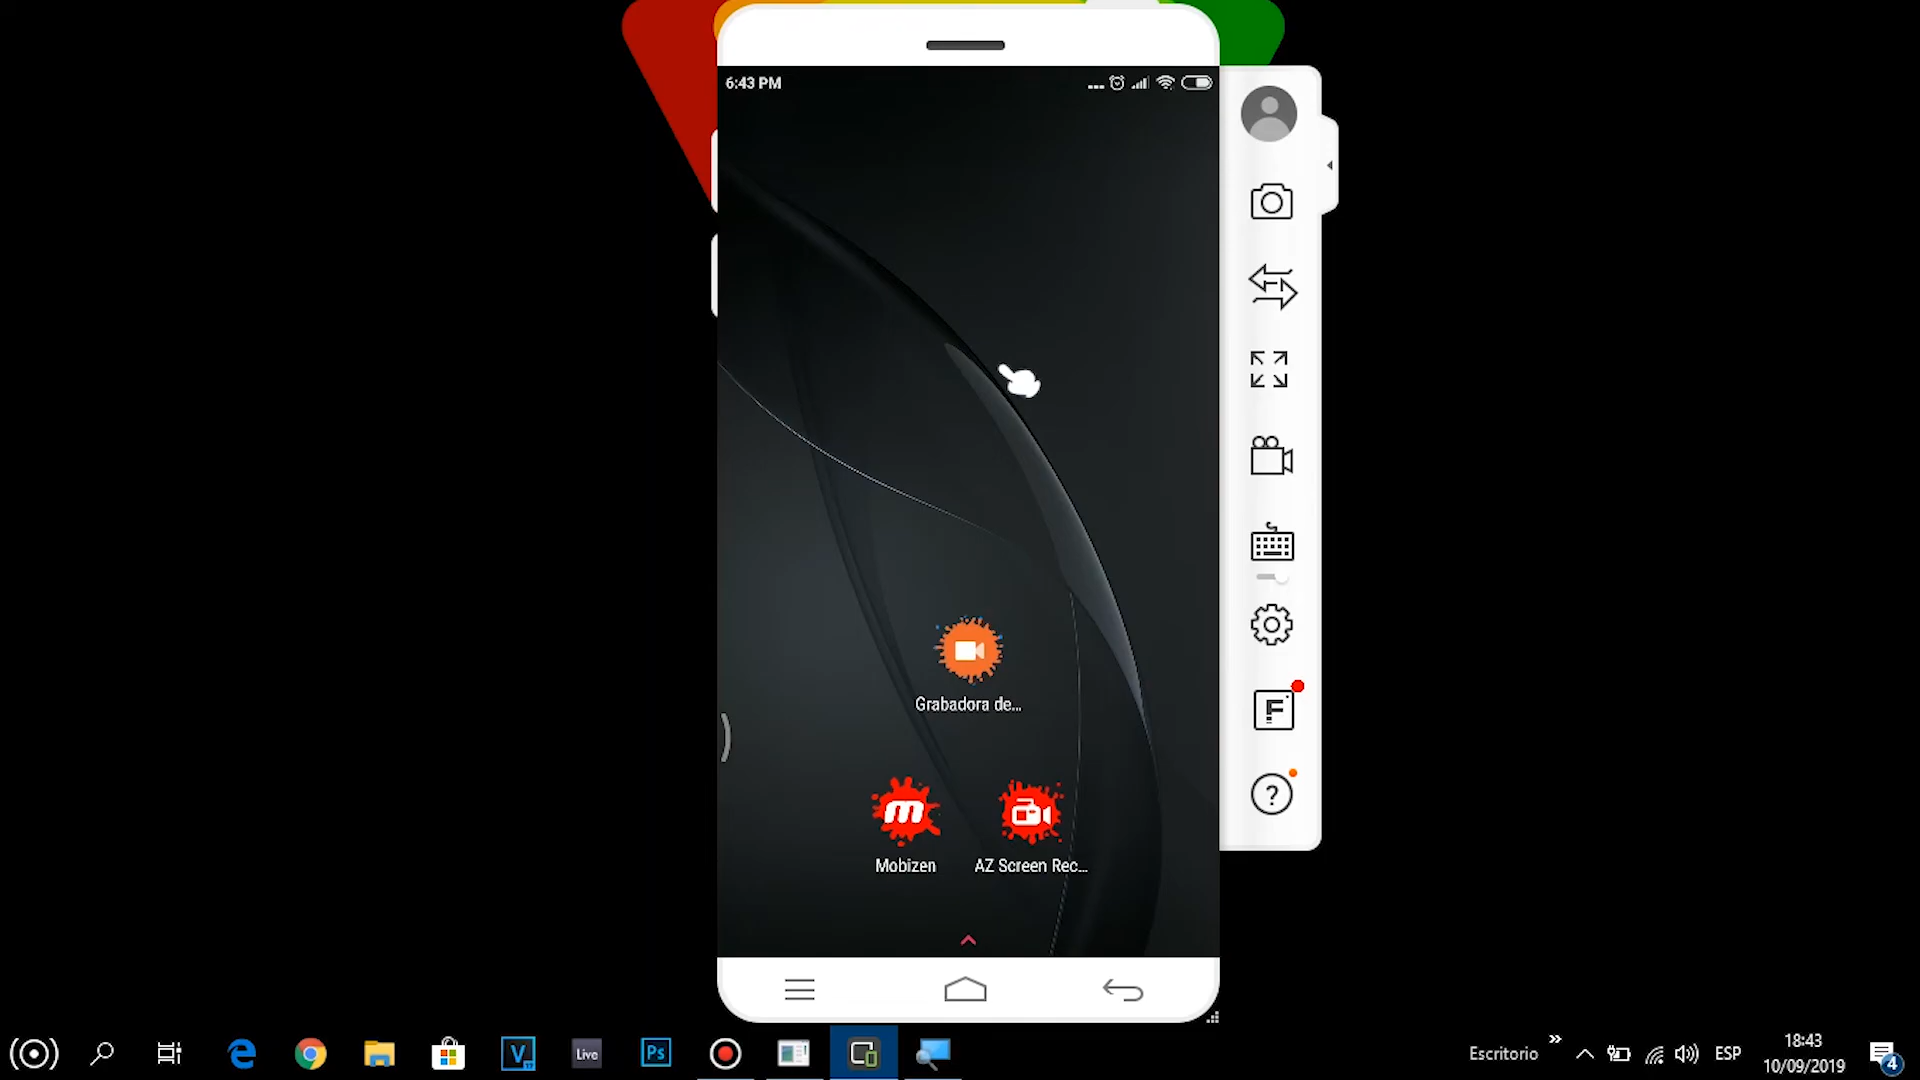 6:43 PM
Grabadora de...
m
Mobizen
AZ Screen Rec...
F
?
V
17
Live
Ps
Escritorio
ESP
18:43
10/09/2019
4